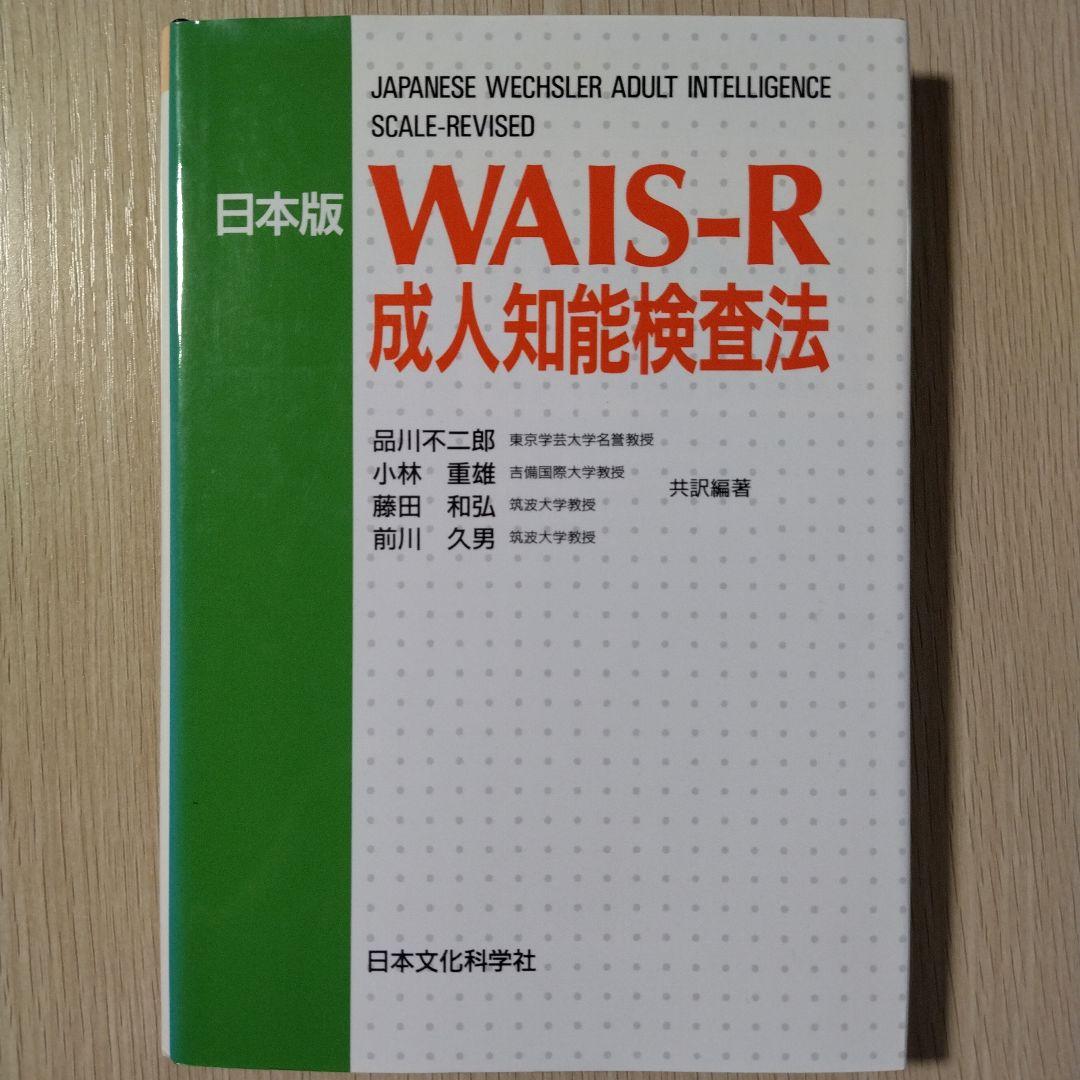 JAPANESE WECHSLER ADULT INTELLIGENCE
SCALE-REVISED
日本版
WAIS-R
成人知能検査法
品川不二郎 東京学芸大学名誉教授
小林 重雄 吉備国際大学教授
藤田 和弘 筑波大学教授
前川 久男 筑波大学教授
共訳編著
日本文化科学社